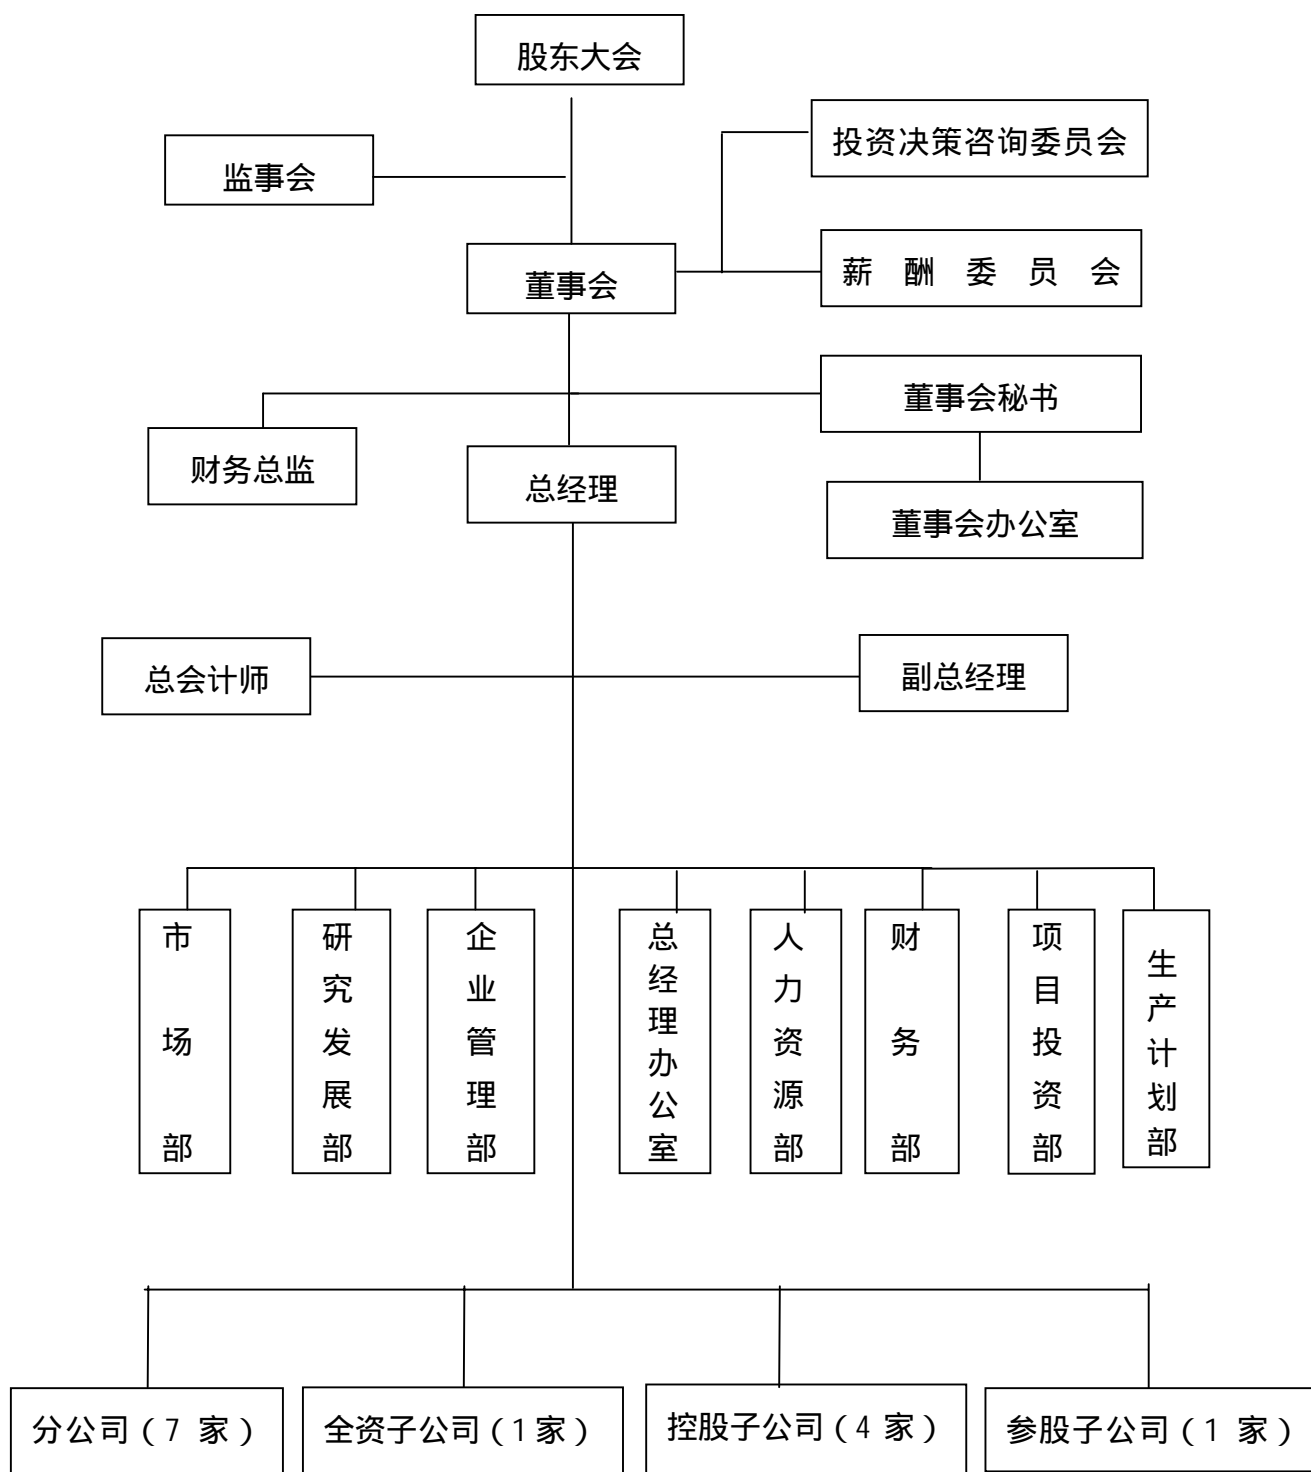 股东大会
投资决策咨询委员会
监事会
薪 酬 委 员 会
董事会
董事会秘书
财务总监
总经理
董事会办公室
总会计师
副总经理
市场部
研究发展部
企业管理部
总经理办公室
人力资源部
财务部
项目投资部
生产计划部
分公司（7 家）
全资子公司（1家）
控股子公司（4 家）
参股子公司（1 家）